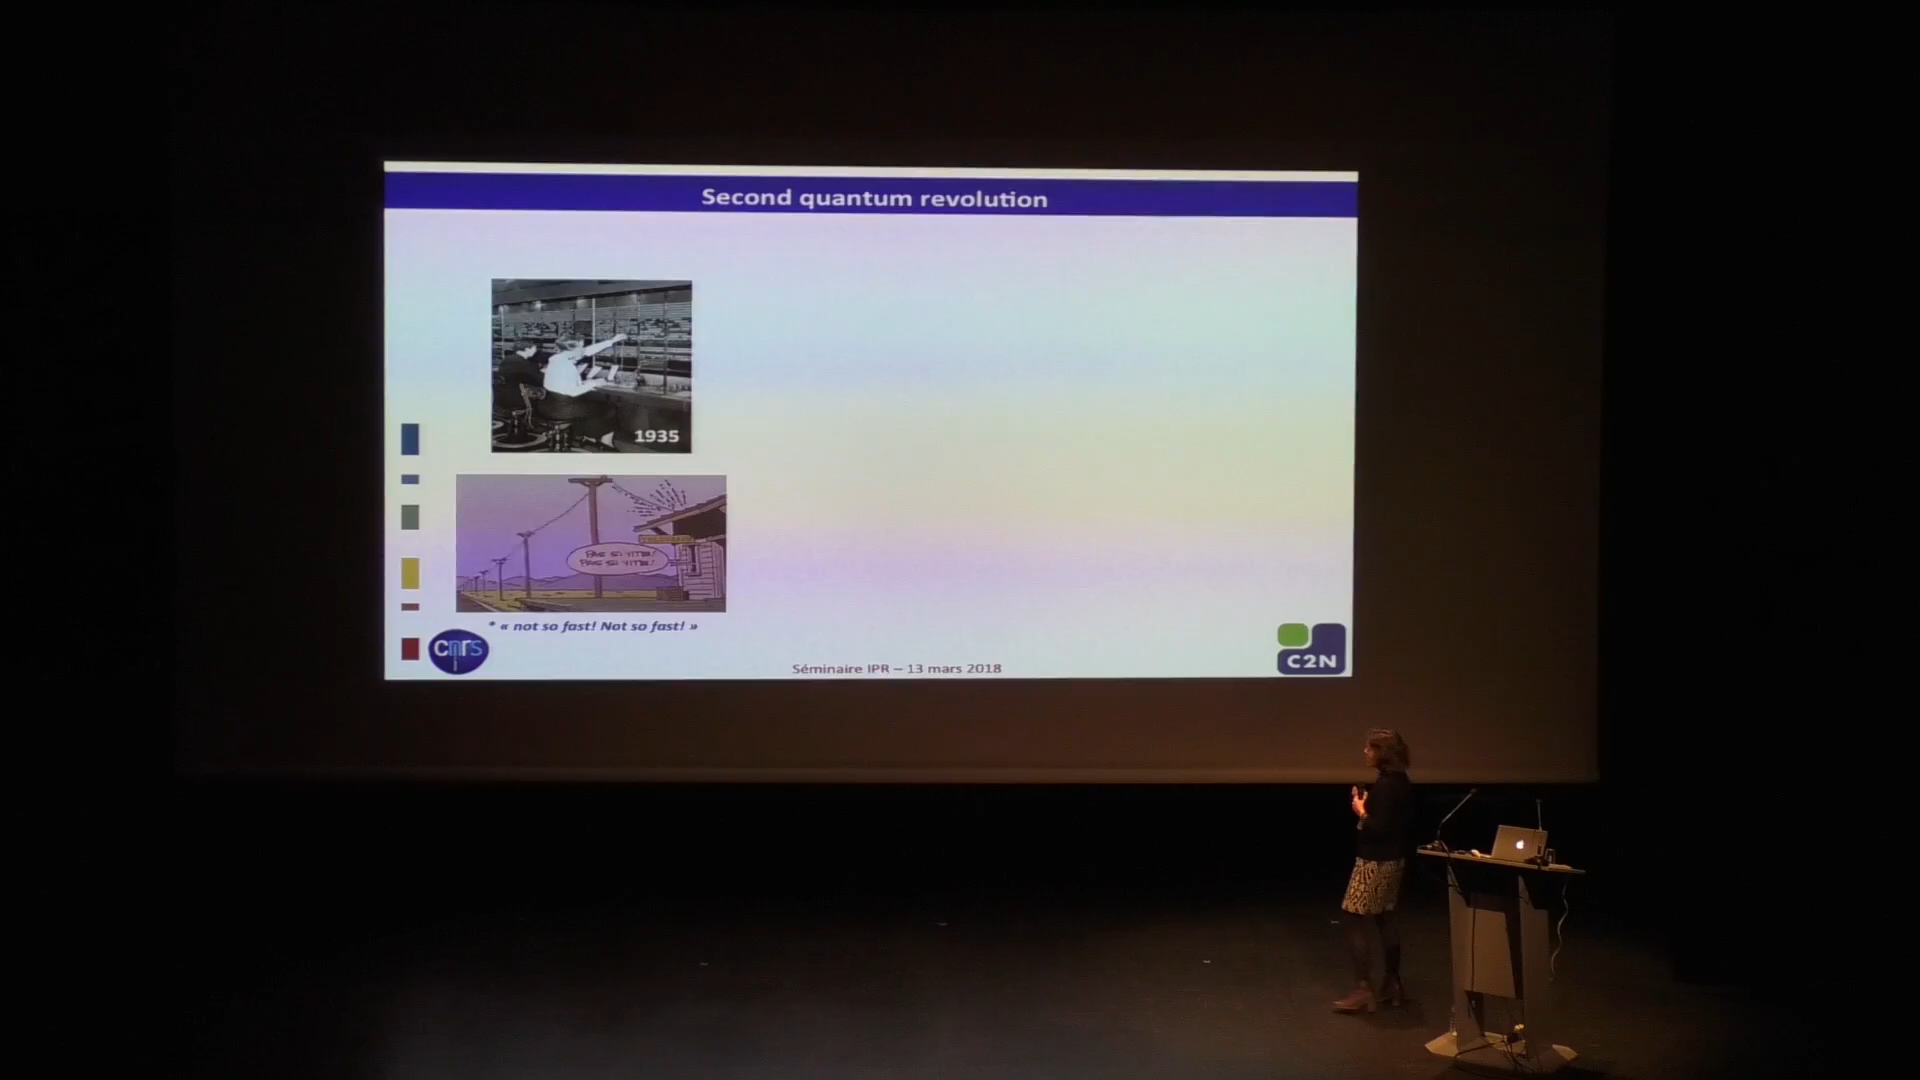 Second quantum revolution
1935
PAS SI VITE!
PAS SI VITE!
* « not so fast! Not so fast! »
cnrs
Séminaire IPR – 13 mars 2018
C2N